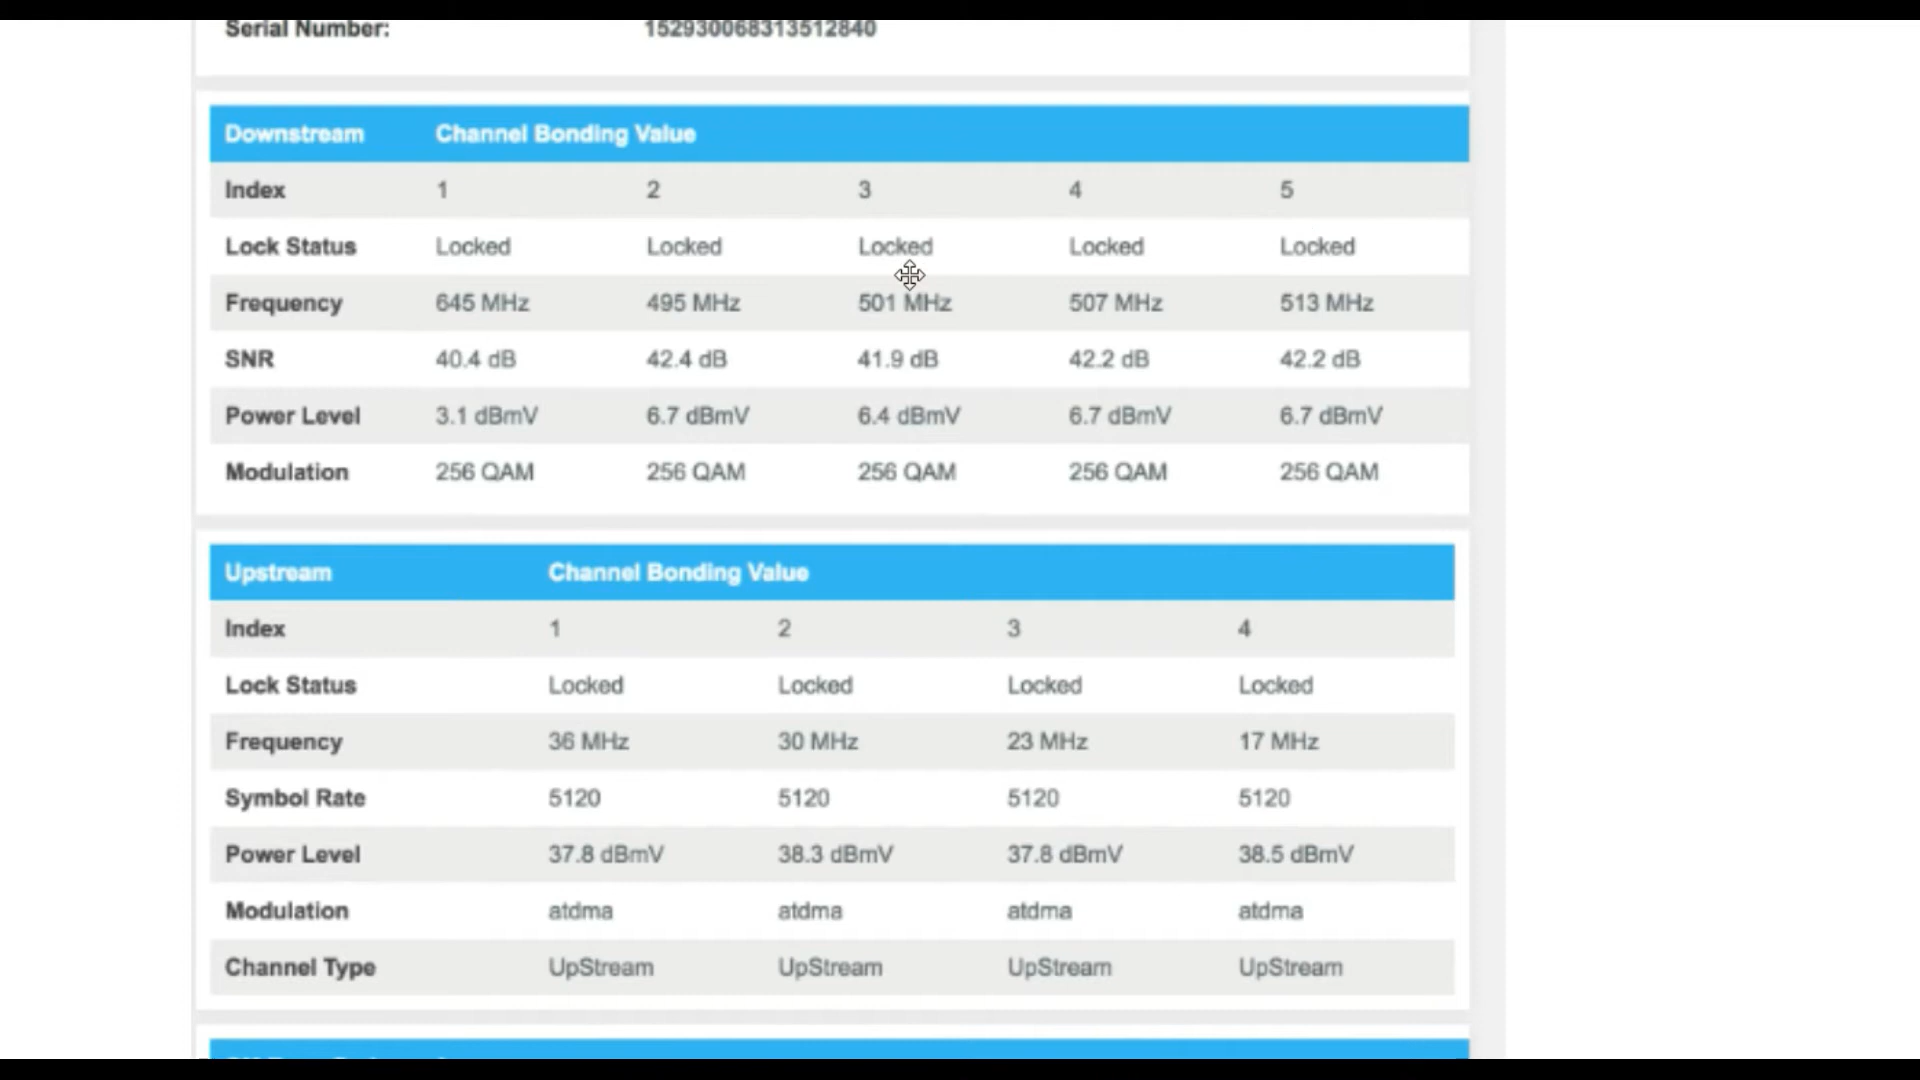 Serial Number: 152930068313512840
Downstream Channel Bonding Value
Index 1 2 3 4 5
Lock Status Locked Locked Locked Locked Locked
Frequency 645 MHz 495 MHz 501 MHz 507 MHz 513 MHz
SNR 40.4 dB 42.4 dB 41.9 dB 42.2 dB 42.2 dB
Power Level 3.1 dBmV 6.7 dBmV 6.4 dBmV 6.7 dBmV 6.7 dBmV
Modulation 256 QAM 256 QAM 256 QAM 256 QAM 256 QAM
Upstream Channel Bonding Value
Index 1 2 3 4
Lock Status Locked Locked Locked Locked
Frequency 36 MHz 30 MHz 23 MHz 17 MHz
Symbol Rate 5120 5120 5120 5120
Power Level 37.8 dBmV 38.3 dBmV 37.8 dBmV 38.5 dBmV
Modulation atdma atdma atdma atdma
Channel Type UpStream UpStream UpStream UpStream